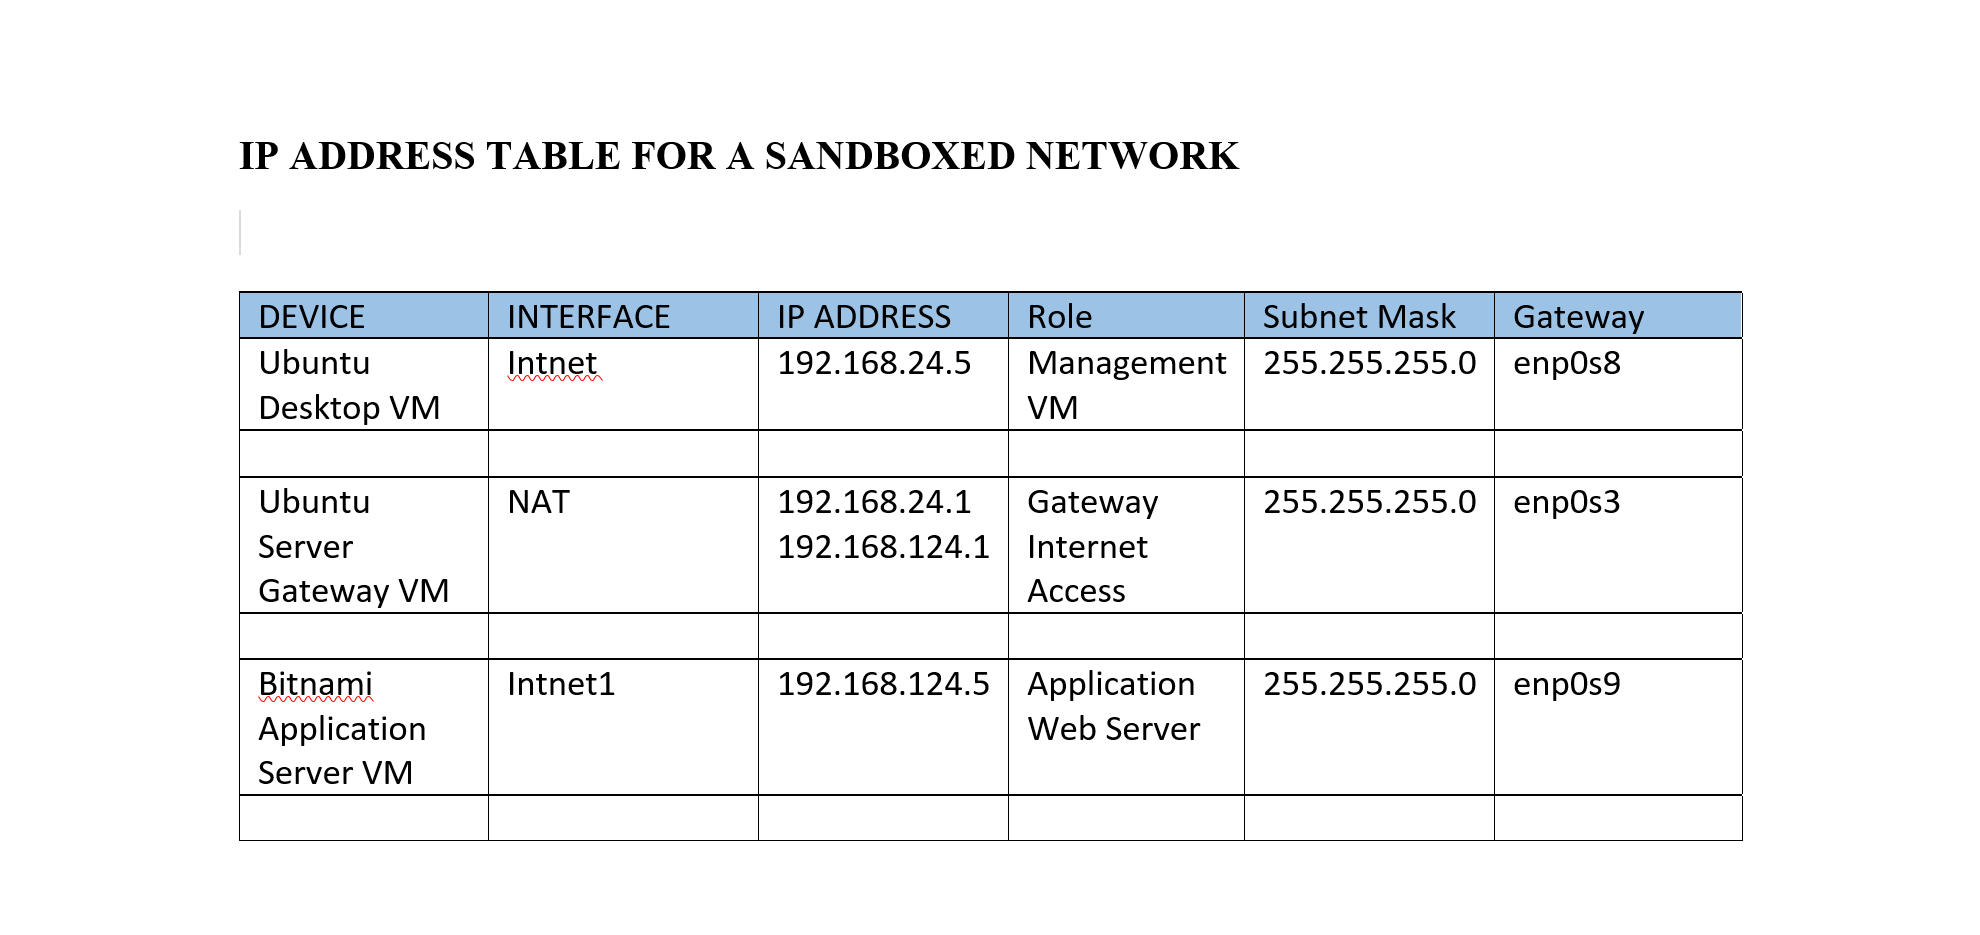 IP ADDRESS TABLE FOR A SANDBOXED NETWORK
DEVICE INTERFACE IP ADDRESS Role Subnet Mask Gateway
Ubuntu Intnet 192.168.24.5 Management 255.255.255.0 enp0s8
Desktop VM VM
Ubuntu NAT 192.168.24.1 Gateway 255.255.255.0 enp0s3
Server 192.168.124.1 Internet
Gateway VM Access
Bitnami Intnet1 192.168.124.5 Application 255.255.255.0 enp0s9
Application Web Server
Server VM